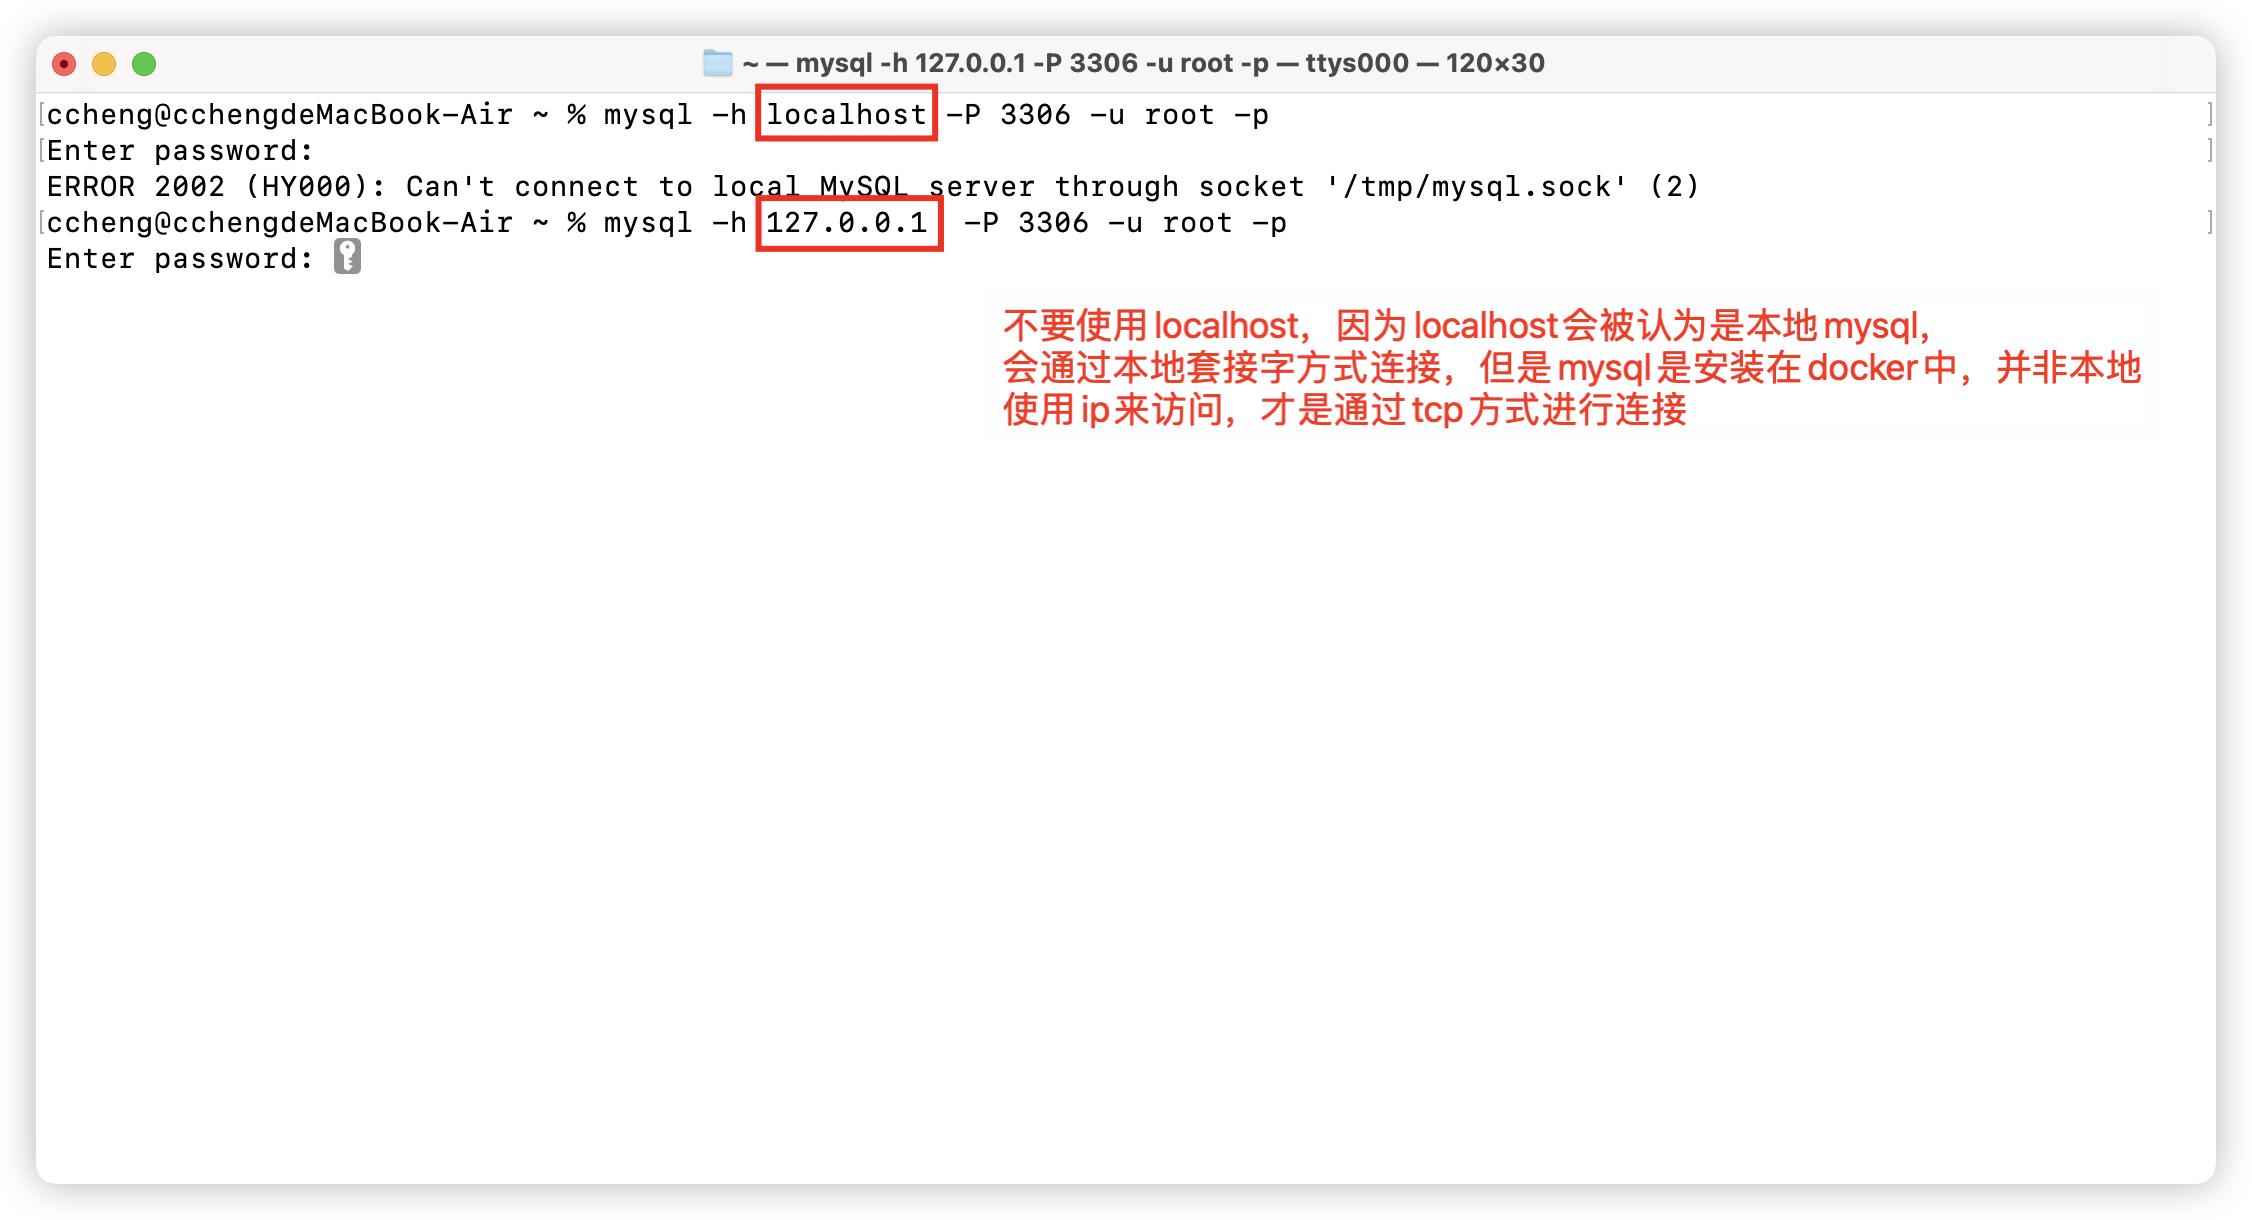 ~ — mysql -h 127.0.0.1 -P 3306 -u root -p — ttys000 — 120×30
ccheng@cchengdeMacBook-Air ~ % mysql -h localhost -P 3306 -u root -p
Enter password:
ERROR 2002 (HY000): Can't connect to local MySQL server through socket '/tmp/mysql.sock' (2)
ccheng@cchengdeMacBook-Air ~ % mysql -h 127.0.0.1  -P 3306 -u root -p
Enter password:
不要使用localhost，因为localhost会被认为是本地mysql，
会通过本地套接字方式连接，但是mysql是安装在docker中，并非本地
使用ip来访问，才是通过tcp方式进行连接